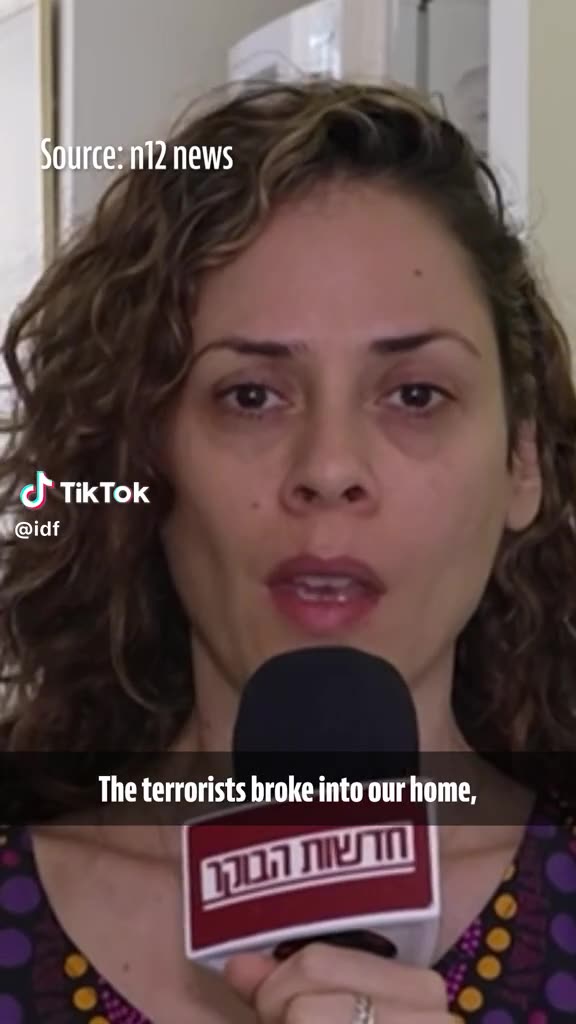 Source: n12 news
TikTok
@idf
The terrorists broke into our home,
חדשות הבוקר